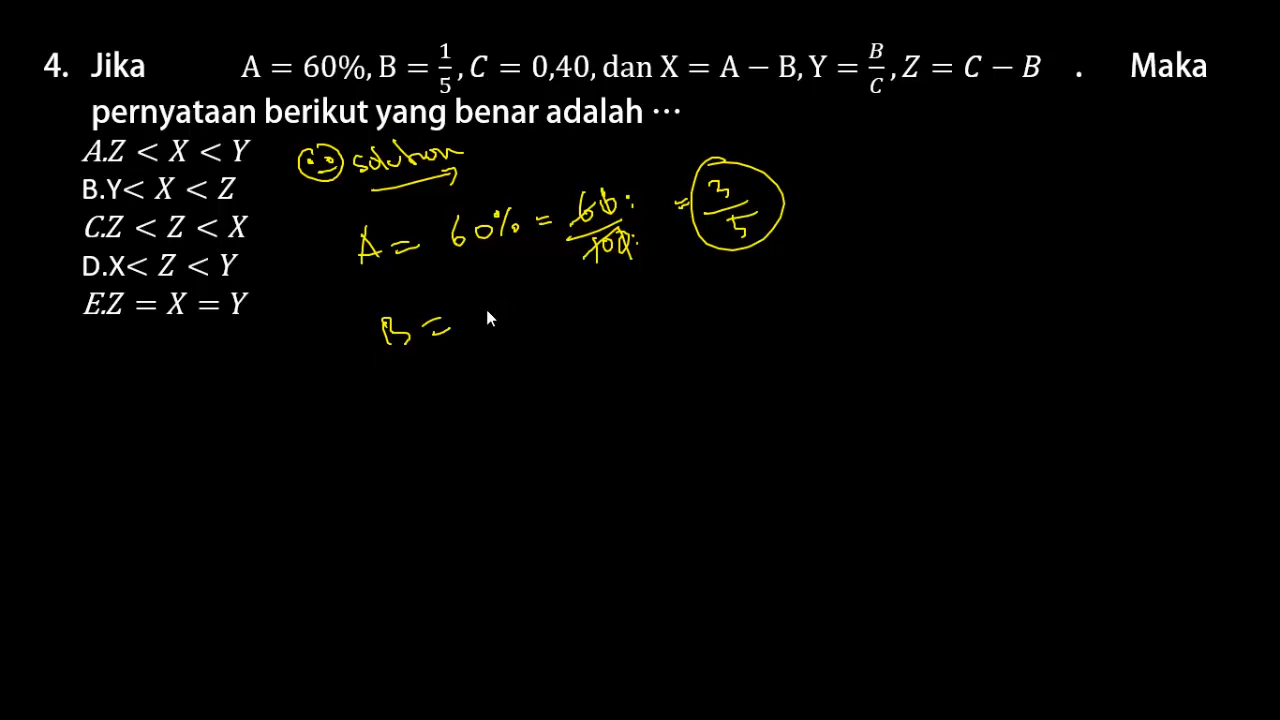 4. Jika A = 60%, B = 1/5, C = 0,40, dan X = A − B, Y = B/C, Z = C − B . Maka
pernyataan berikut yang benar adalah ⋯
A.Z < X < Y
B.Y< X < Z
C.Z < Z < X
D.X< Z < Y
E.Z = X = Y
solution
A = 60% = 60/100 = 3/5
B =